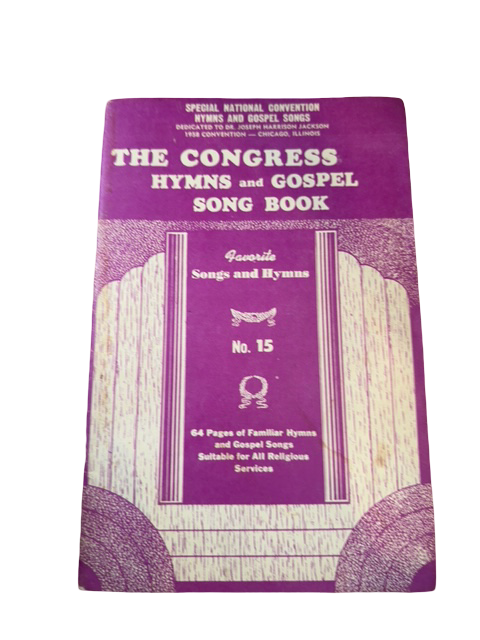 SPECIAL NATIONAL CONVENTION
HYMNS AND GOSPEL SONGS
DEDICATED TO DR. JOSEPH HARRISON JACKSON
1958 CONVENTION — CHICAGO, ILLINOIS
THE CONGRESS
HYMNS and GOSPEL
SONG BOOK
Favorite
Songs and Hymns
No. 15
64 Pages of Familiar Hymns
and Gospel Songs
Suitable for All Religious
Services